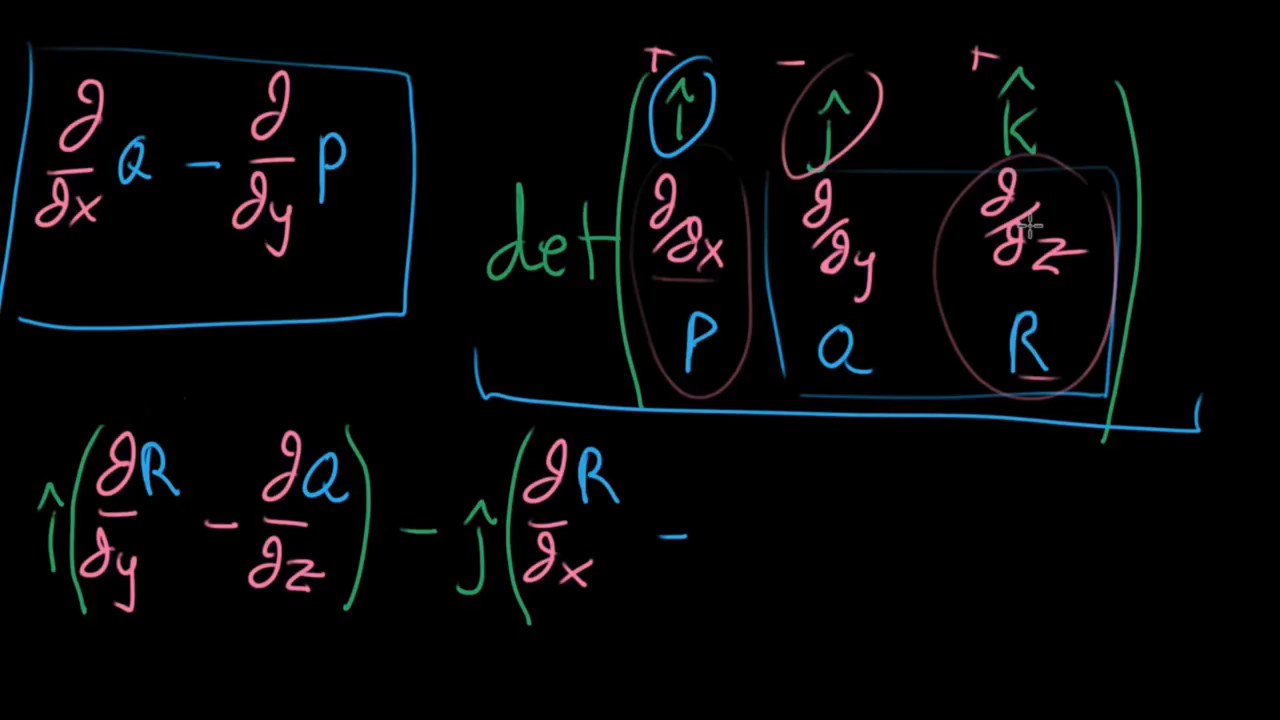 ∂/∂x Q − ∂/∂y P
+ − +
î ĵ k̂
det ∂/∂x ∂/∂y ∂/∂z
P Q R
î(∂R/∂y − ∂Q/∂z) − ĵ(∂R/∂x −